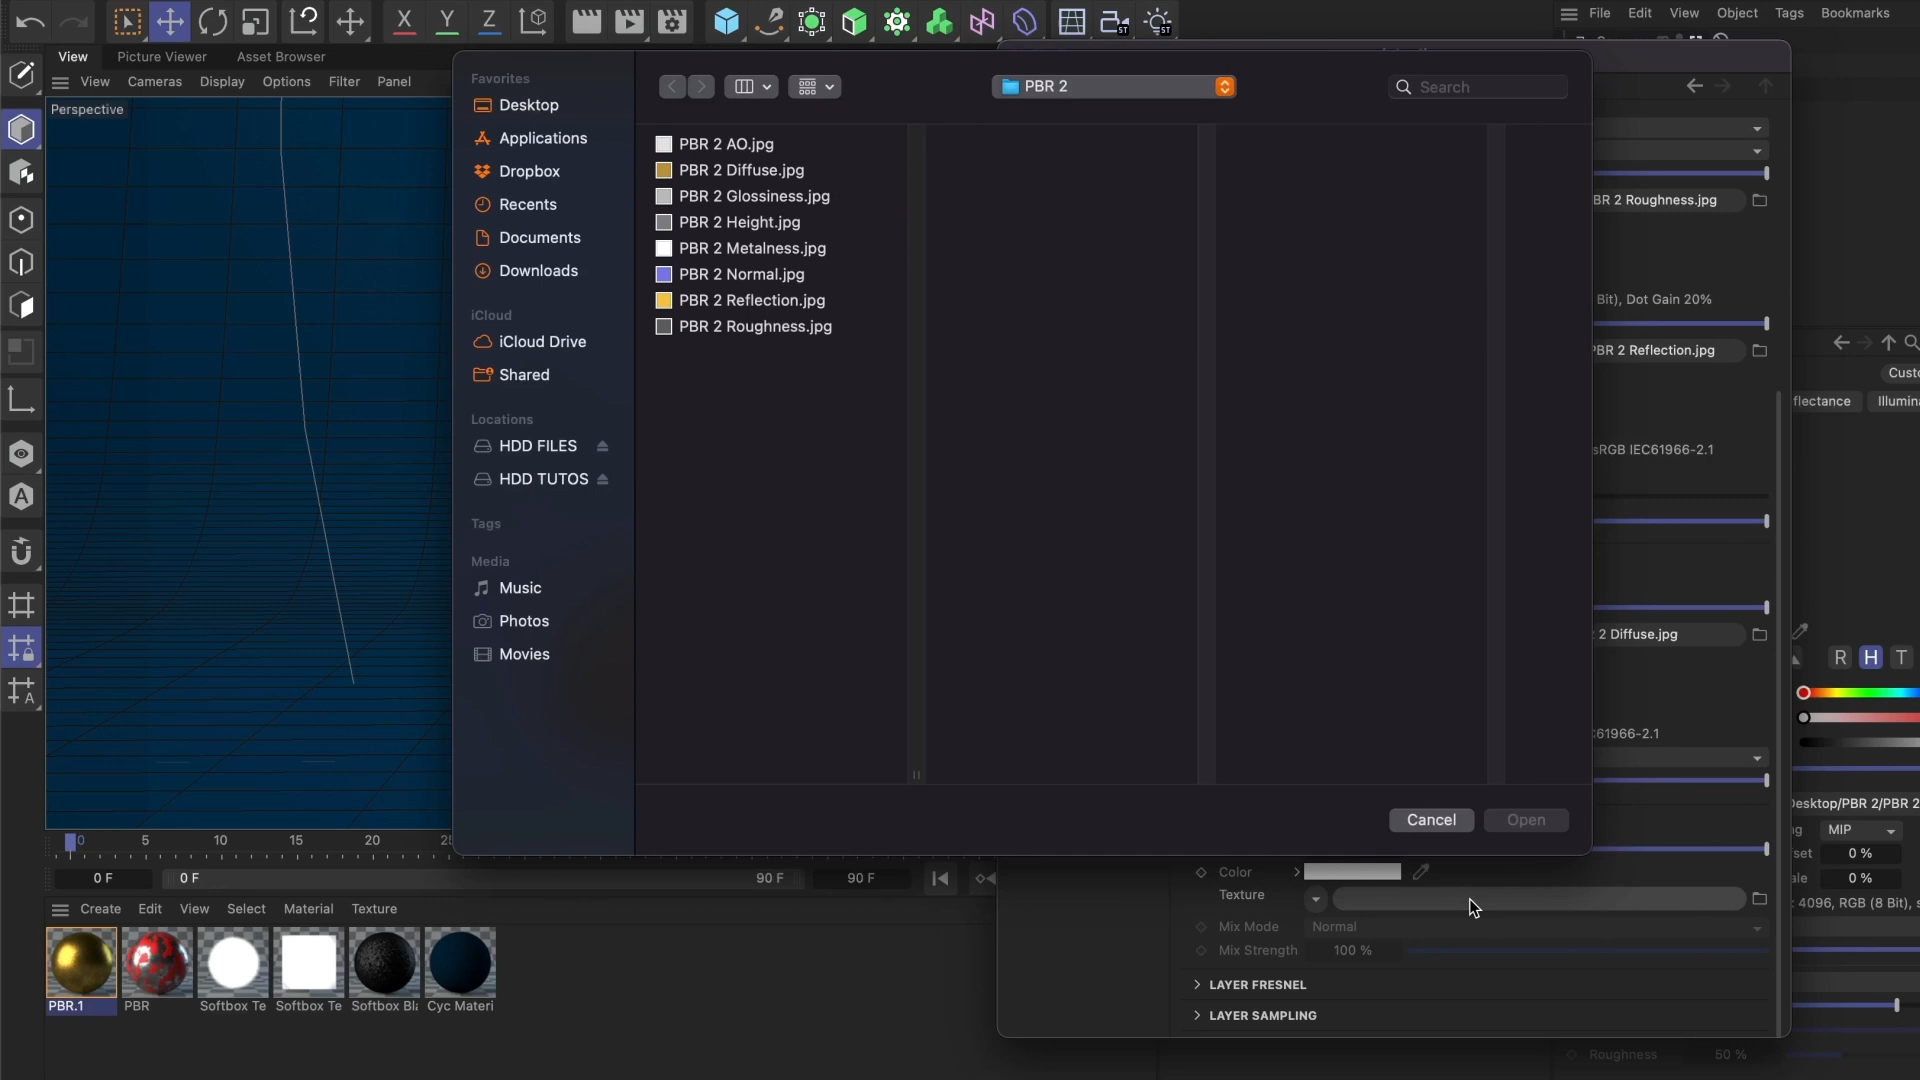 X Y Z
File Edit View Object Tags Bookmarks
View Picture Viewer Asset Browser
View Cameras Display Options Filter Panel
Perspective
Favorites
Desktop
Applications
Dropbox
Recents
Documents
Downloads
iCloud
iCloud Drive
Shared
Locations
HDD FILES
HDD TUTOS
Tags
Media
Music
Photos
Movies
PBR 2
Search
PBR 2 AO.jpg
PBR 2 Diffuse.jpg
PBR 2 Glossiness.jpg
PBR 2 Height.jpg
PBR 2 Metalness.jpg
PBR 2 Normal.jpg
PBR 2 Reflection.jpg
PBR 2 Roughness.jpg
Cancel Open
BR 2 Roughness.jpg
Bit), Dot Gain 20%
PBR 2 Reflection.jpg
Custo
flectance Illumina
sRGB IEC61966-2.1
2 Diffuse.jpg
R H T
61966-2.1
Desktop/PBR 2/PBR 2
g MIP
set 0 %
ale 0 %
: 4096, RGB (8 Bit), s
0 5 10 15 20 25
0 F 0 F 90 F 90 F
Create Edit View Select Material Texture
PBR.1 PBR Softbox Te Softbox Te Softbox Bla Cyc Materi
Color
Texture
Mix Mode Normal
Mix Strength 100 %
LAYER FRESNEL
LAYER SAMPLING
Roughness 50 %